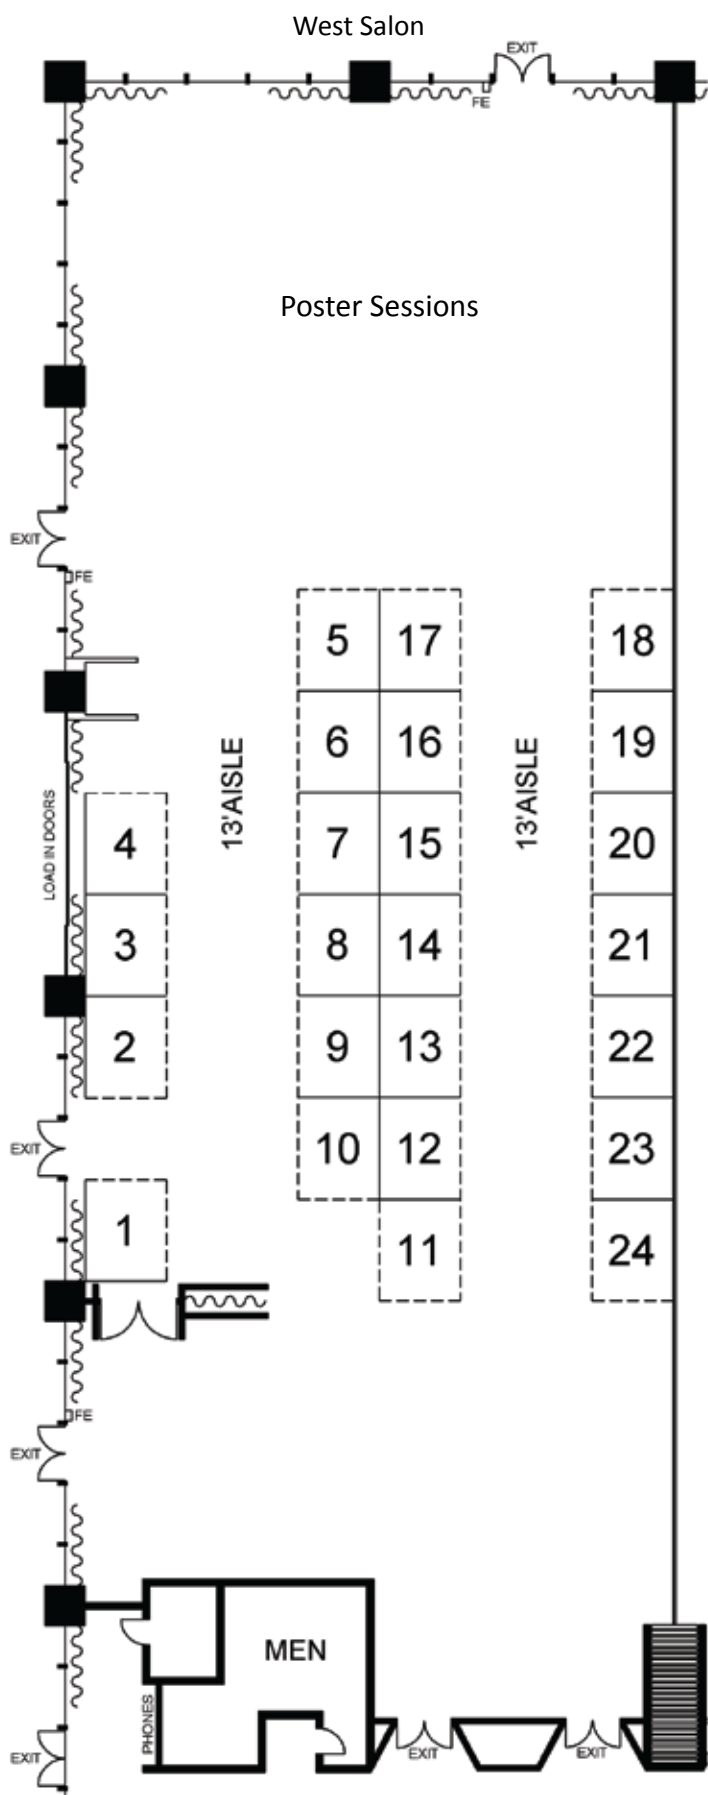 West Salon
EXIT
FE
Poster Sessions
EXIT
FE
5 17 18
6 16 19
13'AISLE 13'AISLE
LOAD IN DOORS
4 7 15 20
3 8 14 21
2 9 13 22
EXIT
10 12 23
1 11 24
FE
EXIT
MEN
PHONES
EXIT EXIT EXIT